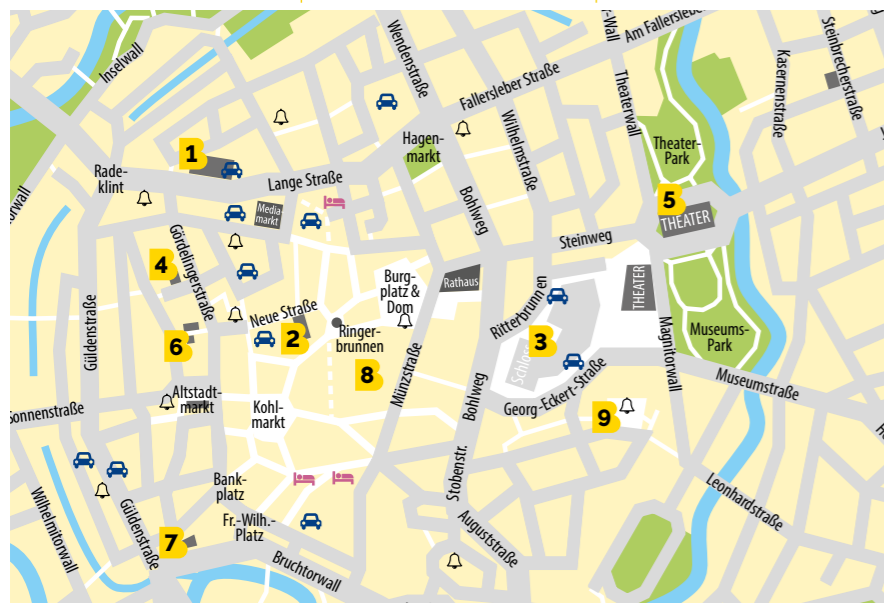 Inselwall
Wendenstraße
-Wall
Am Fallersleber
Fallersleber Straße
Theaterwall
Kasernenstraße
Steinbrecherstraße
Hagen-
markt
Wilhelmstraße
Theater-
Park
1
Rade-
klint
Lange Straße
torwall
Media-
markt
Bohlweg
5
THEATER
Steinweg
Gördelingerstraße
4
Burg-
platz &
Dom
Rathaus
THEATER
Ritterbrunnen
Güldenstraße
Neue Straße
2
Ringer-
brunnen
6
3
Schloss
Magnitorwall
Museums-
Park
8
Münzstraße
Museumstraße
Altstadt-
markt
Sonnenstraße
Kohl-
markt
Bohlweg
Georg-Eckert-Straße
9
Stobenstr.
Bank-
platz
Leonhardstraße
Wilhelmitorwall
Güldenstraße
Fr.-Wilh.-
Platz
Auguststraße
7
Bruchtorwall